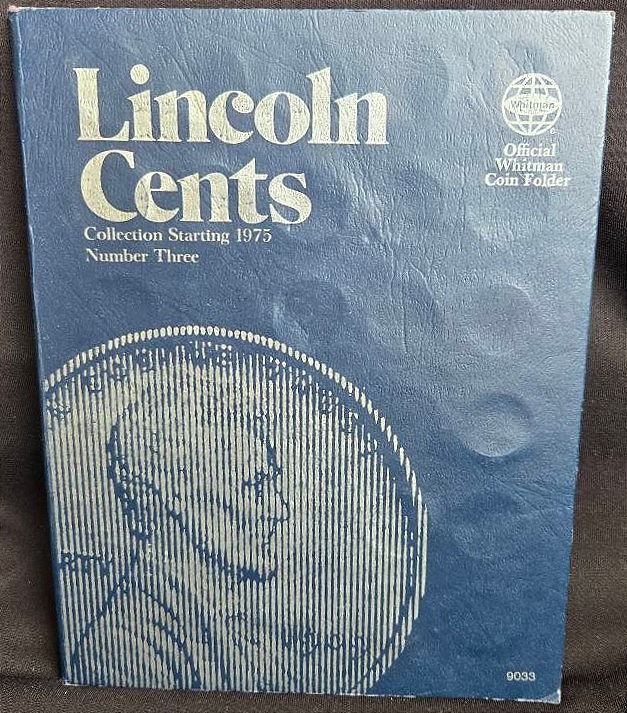 Lincoln
Cents
Collection Starting 1975
Number Three
Whitman
Official
Whitman
Coin Folder
9033